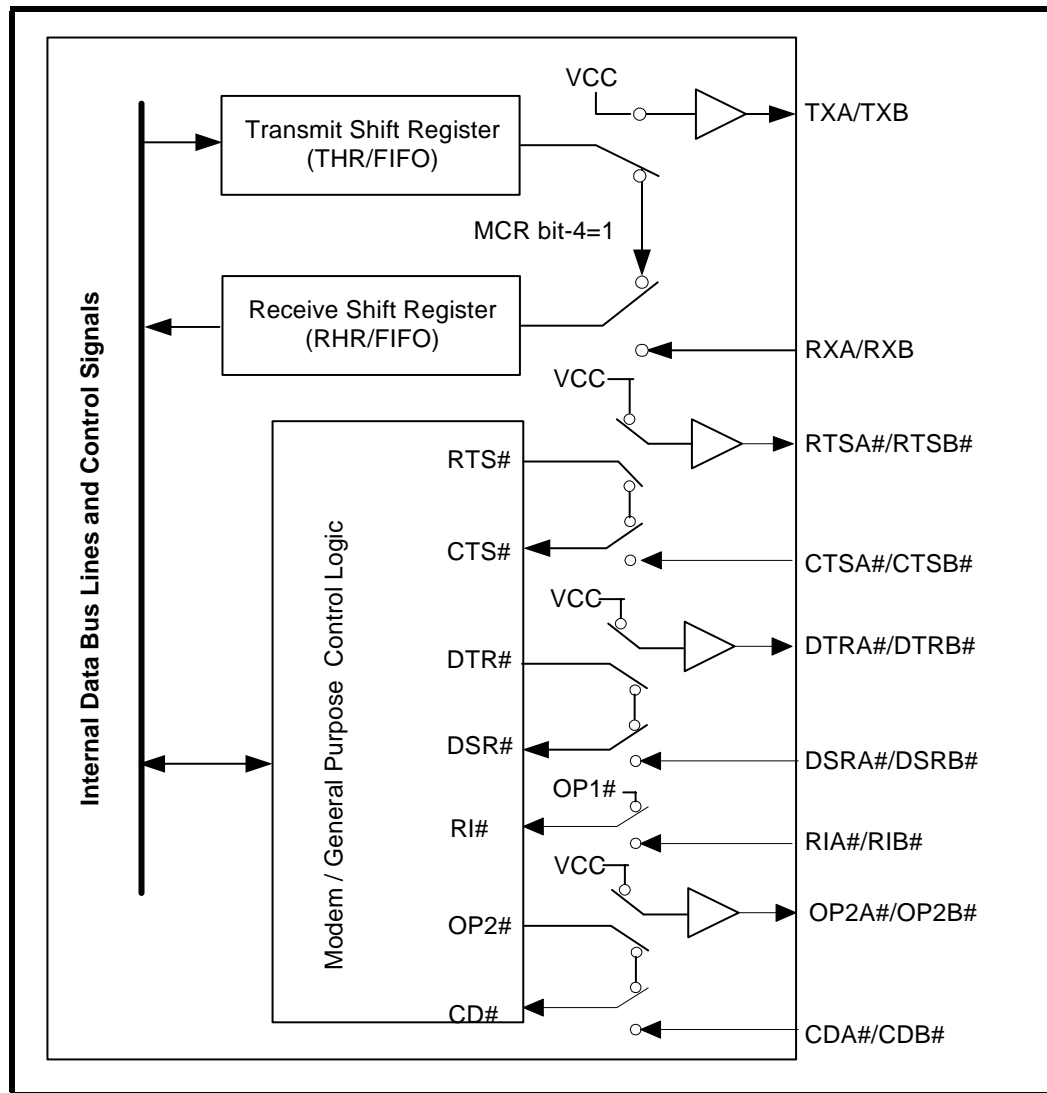 VCC
TXA/TXB
Transmit Shift Register
(THR/FIFO)
MCR bit-4=1
Receive Shift Register
(RHR/FIFO)
RXA/RXB
Internal Data Bus Lines and Control Signals
VCC
RTSA#/RTSB#
RTS#
CTS#
CTSA#/CTSB#
VCC
DTRA#/DTRB#
DTR#
DSR#
DSRA#/DSRB#
Modem / General Purpose Control Logic
OP1#
RI#
RIA#/RIB#
VCC
OP2A#/OP2B#
OP2#
CD#
CDA#/CDB#